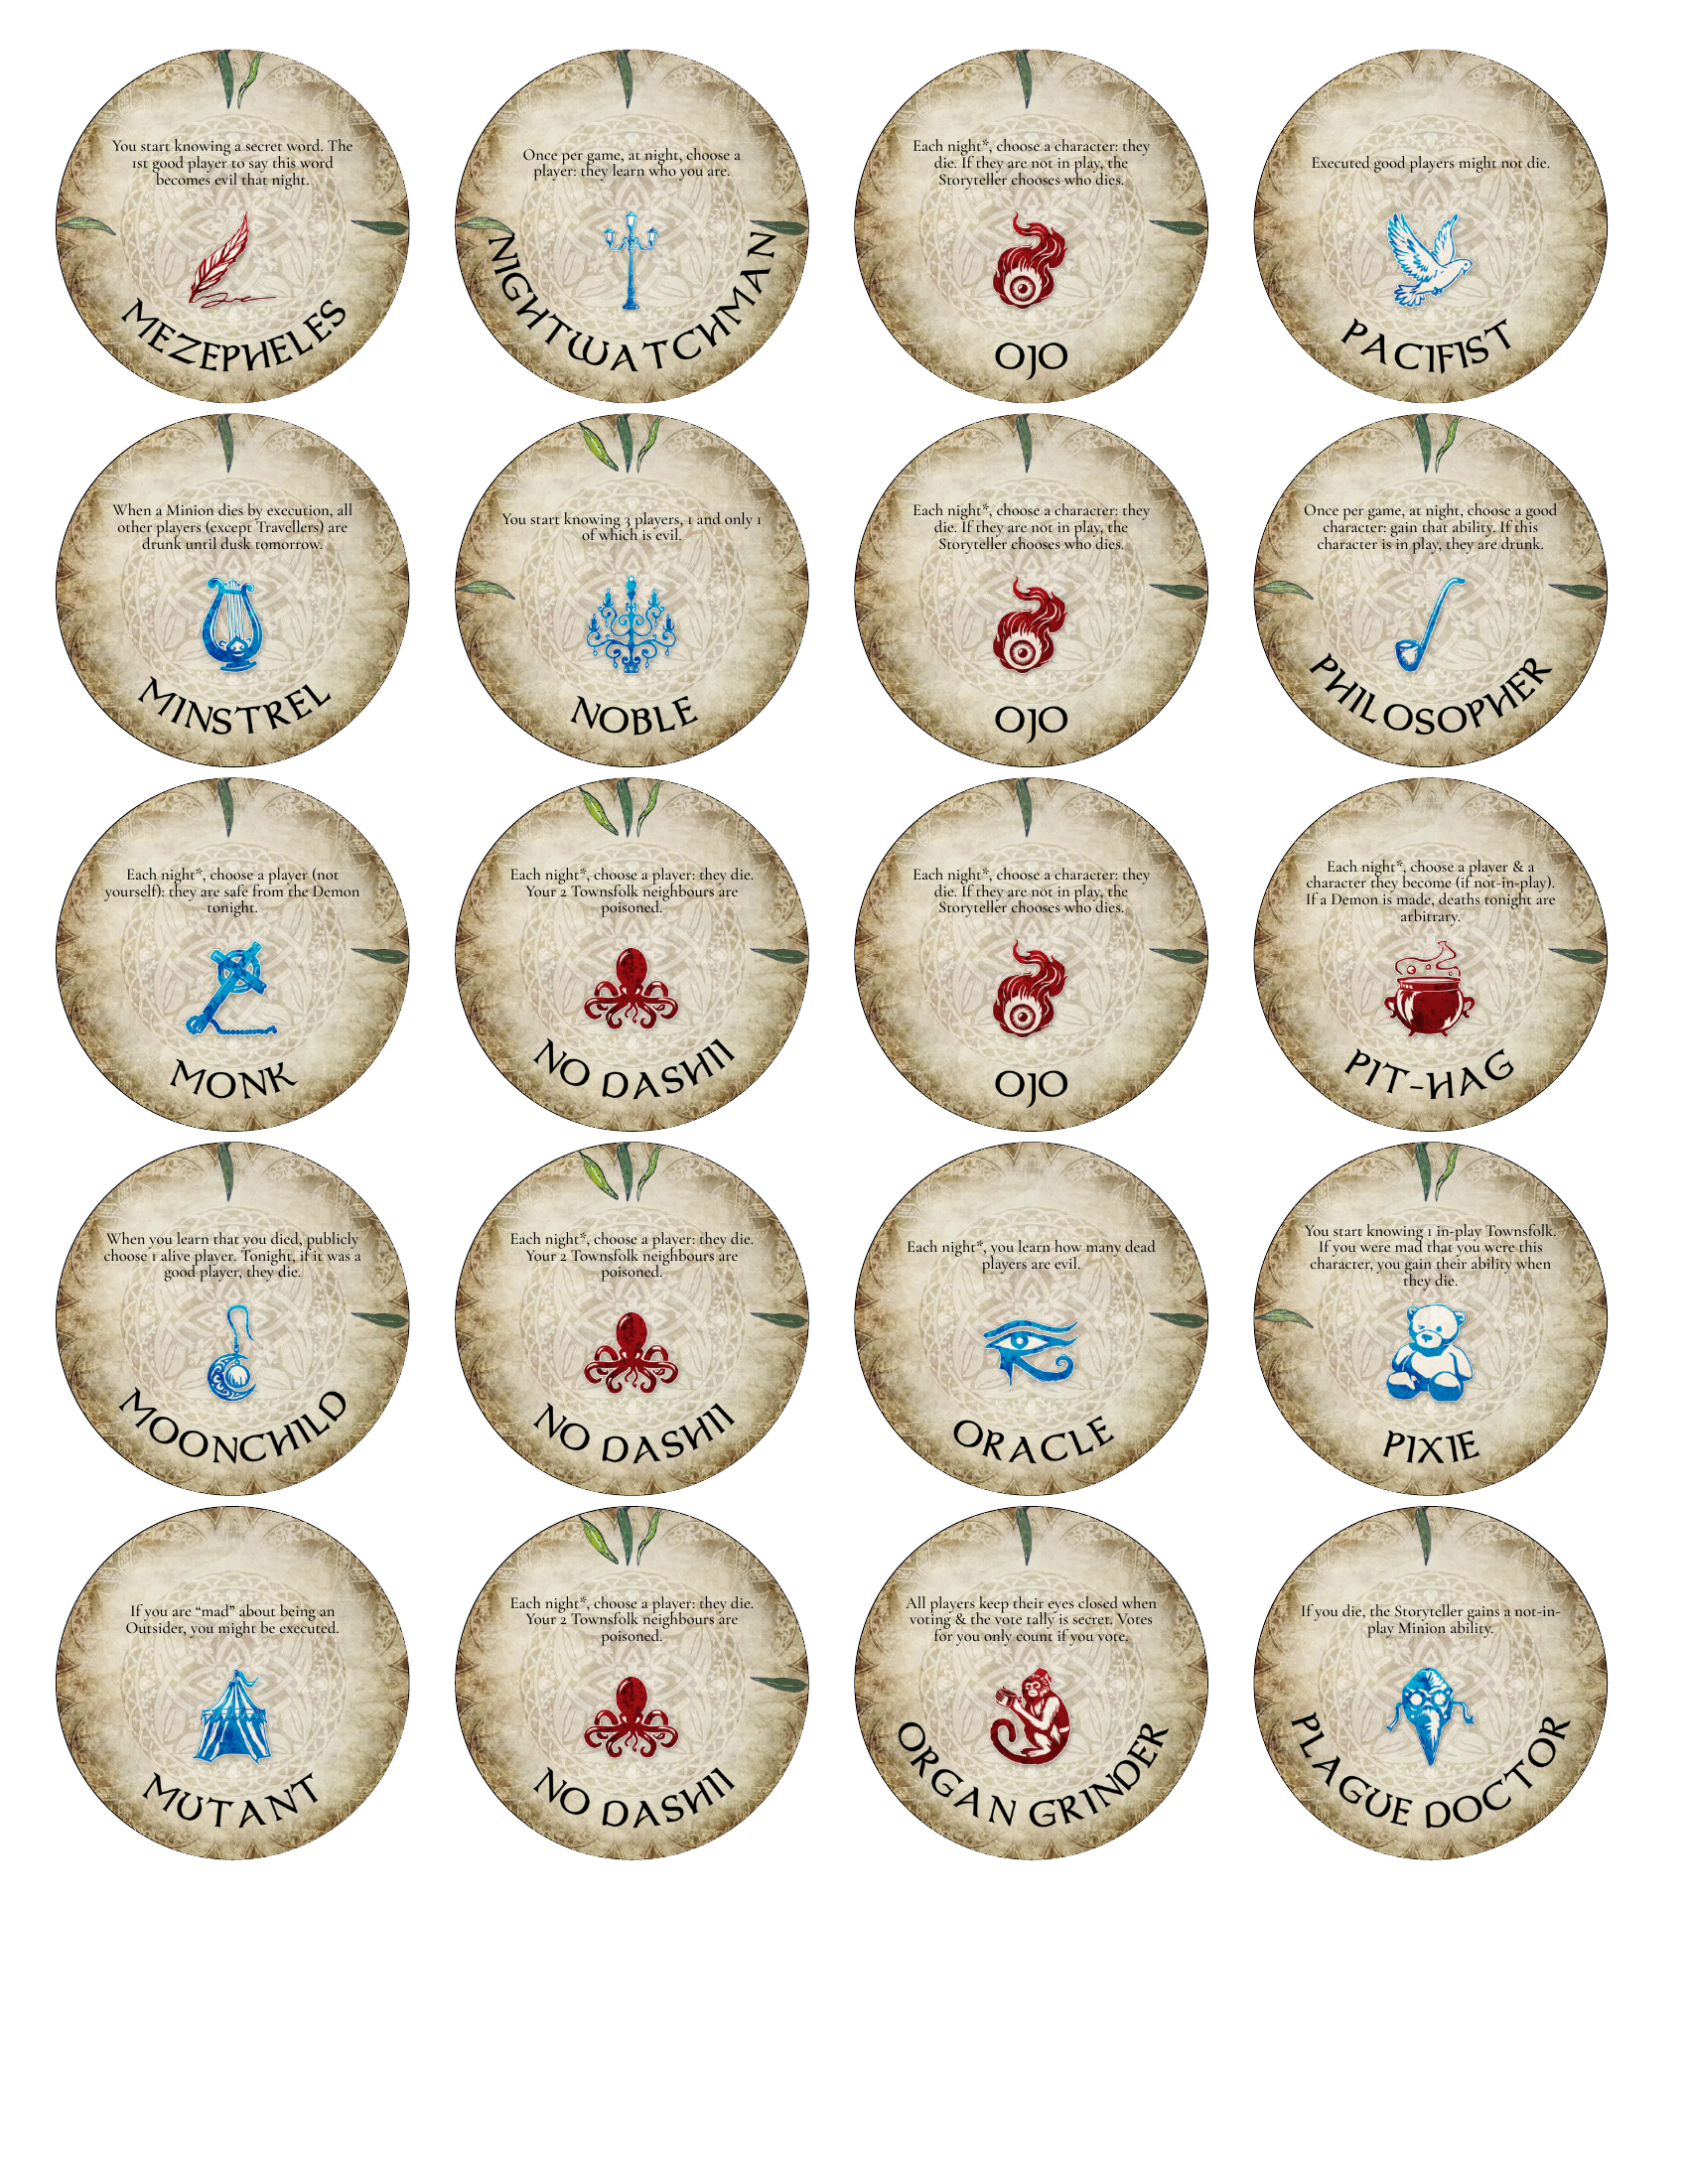 You start knowing a secret word. The
1st good player to say this word
becomes evil that night.
MEZEPHELES
Once per game, at night, choose a
player: they learn who you are.
NIGHTWATCHMAN
Each night*, choose a character: they
die. If they are not in play, the
Storyteller chooses who dies.
OJO
Executed good players might not die.
PACIFIST
When a Minion dies by execution, all
other players (except Travellers) are
drunk until dusk tomorrow.
MINSTREL
You start knowing 3 players, 1 and only 1
of which is evil.
NOBLE
Each night*, choose a character: they
die. If they are not in play, the
Storyteller chooses who dies.
OJO
Once per game, at night, choose a good
character: gain that ability. If this
character is in play, they are drunk.
PHILOSOPHER
Each night*, choose a player (not
yourself): they are safe from the Demon
tonight.
MONK
Each night*, choose a player: they die.
Your 2 Townsfolk neighbours are
poisoned.
NO DASHII
Each night*, choose a character: they
die. If they are not in play, the
Storyteller chooses who dies.
OJO
Each night*, choose a player & a
character they become (if not-in-play).
If a Demon is made, deaths tonight are
arbitrary.
PIT-HAG
When you learn that you died, publicly
choose 1 alive player. Tonight, if it was a
good player, they die.
MOONCHILD
Each night*, choose a player: they die.
Your 2 Townsfolk neighbours are
poisoned.
NO DASHII
Each night*, you learn how many dead
players are evil.
ORACLE
You start knowing 1 in-play Townsfolk.
If you were mad that you were this
character, you gain their ability when
they die.
PIXIE
If you are “mad” about being an
Outsider, you might be executed.
MUTANT
Each night*, choose a player: they die.
Your 2 Townsfolk neighbours are
poisoned.
NO DASHII
All players keep their eyes closed when
voting & the vote tally is secret. Votes
for you only count if you vote.
ORGAN GRINDER
If you die, the Storyteller gains a not-in-
play Minion ability.
PLAGUE DOCTOR